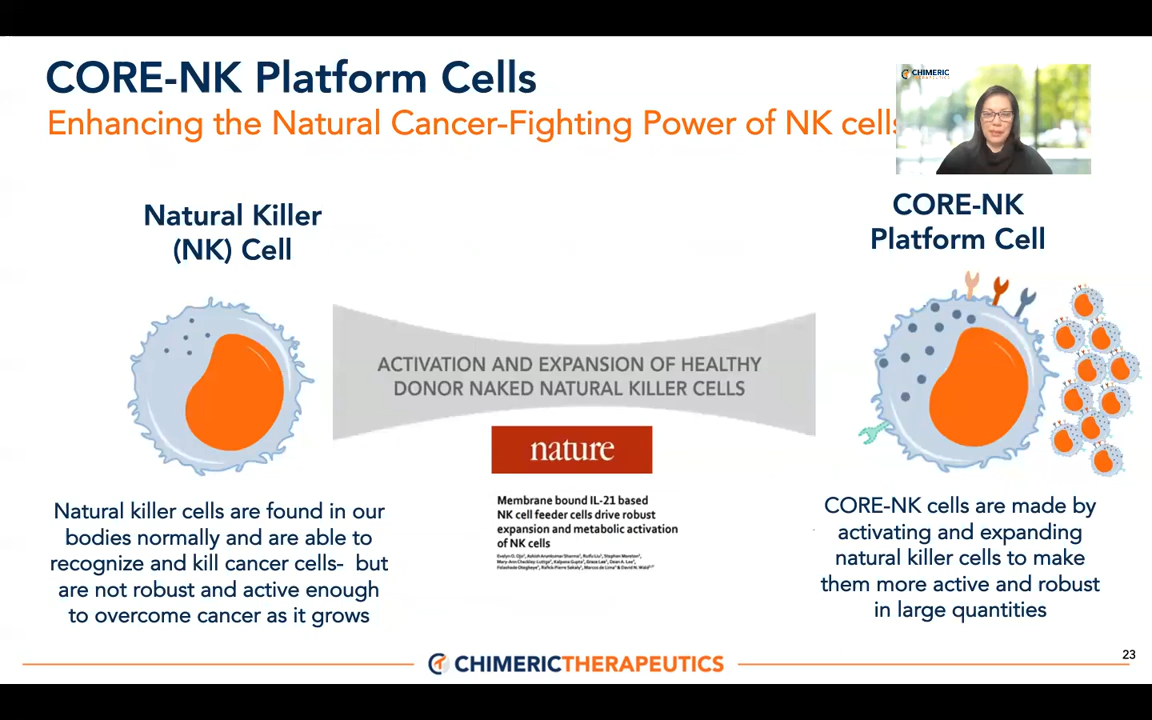 CORE-NK Platform Cells
Enhancing the Natural Cancer-Fighting Power of NK cells
CHIMERIC
THERAPEUTICS
Natural Killer
(NK) Cell
CORE-NK
Platform Cell
ACTIVATION AND EXPANSION OF HEALTHY
DONOR NAKED NATURAL KILLER CELLS
nature
Membrane bound IL-21 based
NK cell feeder cells drive robust
expansion and metabolic activation
of NK cells
Natural killer cells are found in our
bodies normally and are able to
recognize and kill cancer cells- but
are not robust and active enough
to overcome cancer as it grows
CORE-NK cells are made by
activating and expanding
natural killer cells to make
them more active and robust
in large quantities
CHIMERICTHERAPEUTICS
23